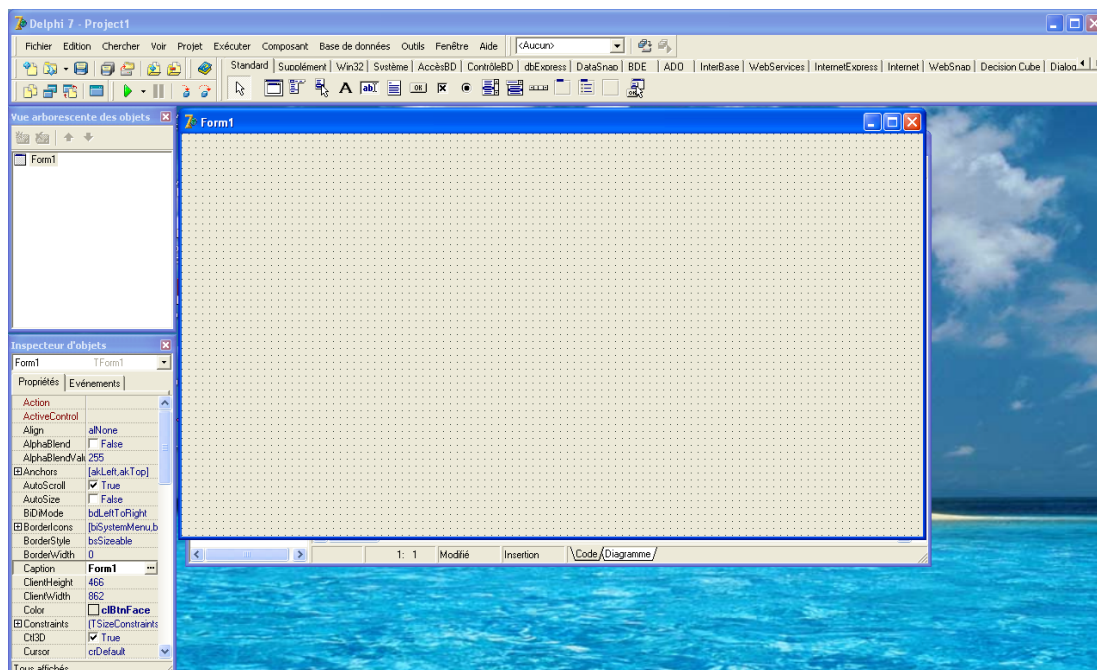 Delphi 7 - Project1
Fichier Edition Chercher Voir Projet Exécuter Composant Base de données Outils Fenêtre Aide <Aucun>
Standard Supplément Win32 Système AccèsBD ContrôleBD dbExpress DataSnap BDE ADO InterBase WebServices InternetExpress Internet WebSnap Decision Cube Dialog
Vue arborescente des objets
Form1
Form1
Inspecteur d'objets
Form1 TForm1
Propriétés Evénements
Action
ActiveControl
Align alNone
AlphaBlend False
AlphaBlendVal 255
Anchors [akLeft,akTop]
AutoScroll True
AutoSize False
BiDiMode bdLeftToRight
BorderIcons [biSystemMenu,b
BorderStyle bsSizeable
BorderWidth 0
Caption Form1 ...
ClientHeight 466
ClientWidth 862
Color clBtnFace
Constraints (TSizeConstraints
Ctl3D True
Cursor crDefault
Tous affichés
1: 1 Modifié Insertion Code Diagramme